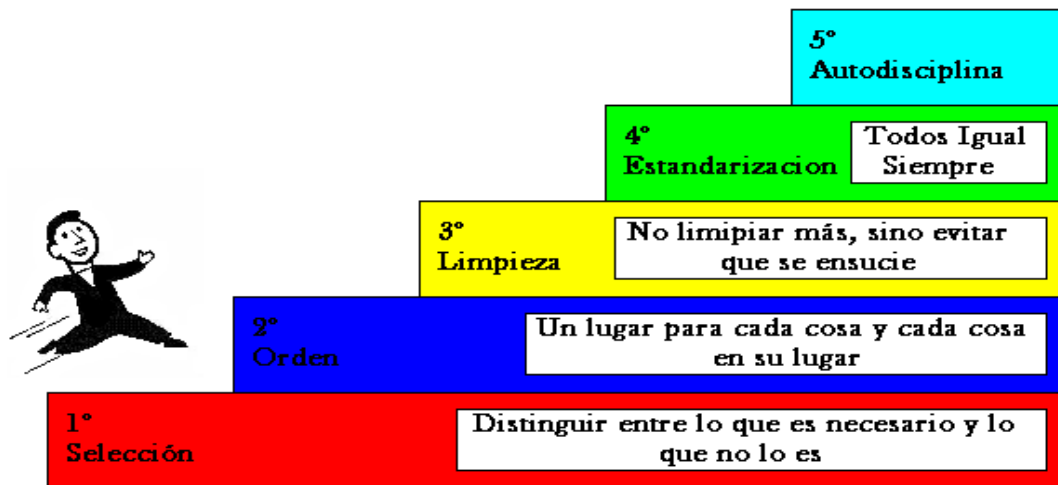 5º
Autodisciplina
4º
Estandarizacion
Todos Igual
Siempre
3º
Limpieza
No limipiar más, sino evitar
que se ensucie
2º
Orden
Un lugar para cada cosa y cada cosa
en su lugar
1º
Selección
Distinguir entre lo que es necesario y lo
que no lo es